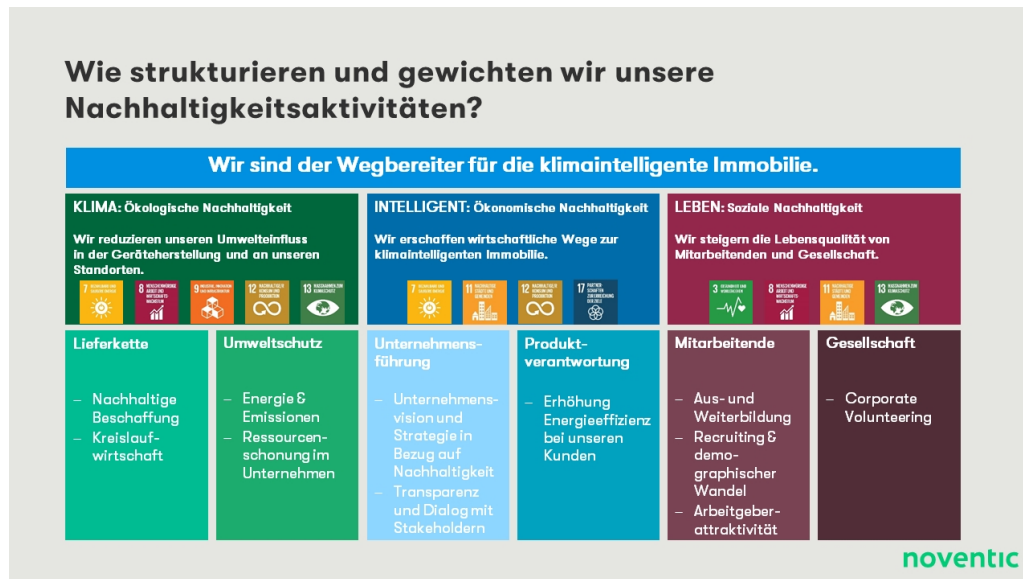 Wie strukturieren und gewichten wir unsere
Nachhaltigkeitsaktivitäten?
Wir sind der Wegbereiter für die klimaintelligente Immobilie.
KLIMA: Ökologische Nachhaltigkeit
Wir reduzieren unseren Umwelteinfluss
in der Geräteherstellung und an unseren
Standorten.
7
8
9
12
13
INTELLIGENT: Ökonomische Nachhaltigkeit
Wir erschaffen wirtschaftliche Wege zur
klimaintelligenten Immobilie.
7
11
12
17
LEBEN: Soziale Nachhaltigkeit
Wir steigern die Lebensqualität von
Mitarbeitenden und Gesellschaft.
3
8
11
13
Lieferkette
– Nachhaltige
Beschaffung
– Kreislauf-
wirtschaft
Umweltschutz
– Energie &
Emissionen
– Ressourcen-
schonung im
Unternehmen
Unternehmens-
führung
– Unternehmens-
vision und
Strategie in
Bezug auf
Nachhaltigkeit
– Transparenz
und Dialog mit
Stakeholdern
Produkt-
verantwortung
– Erhöhung
Energieeffizienz
bei unseren
Kunden
Mitarbeitende
– Aus- und
Weiterbildung
– Recruiting &
demo-
graphischer
Wandel
– Arbeitgeber-
attraktivität
Gesellschaft
– Corporate
Volunteering
noventic